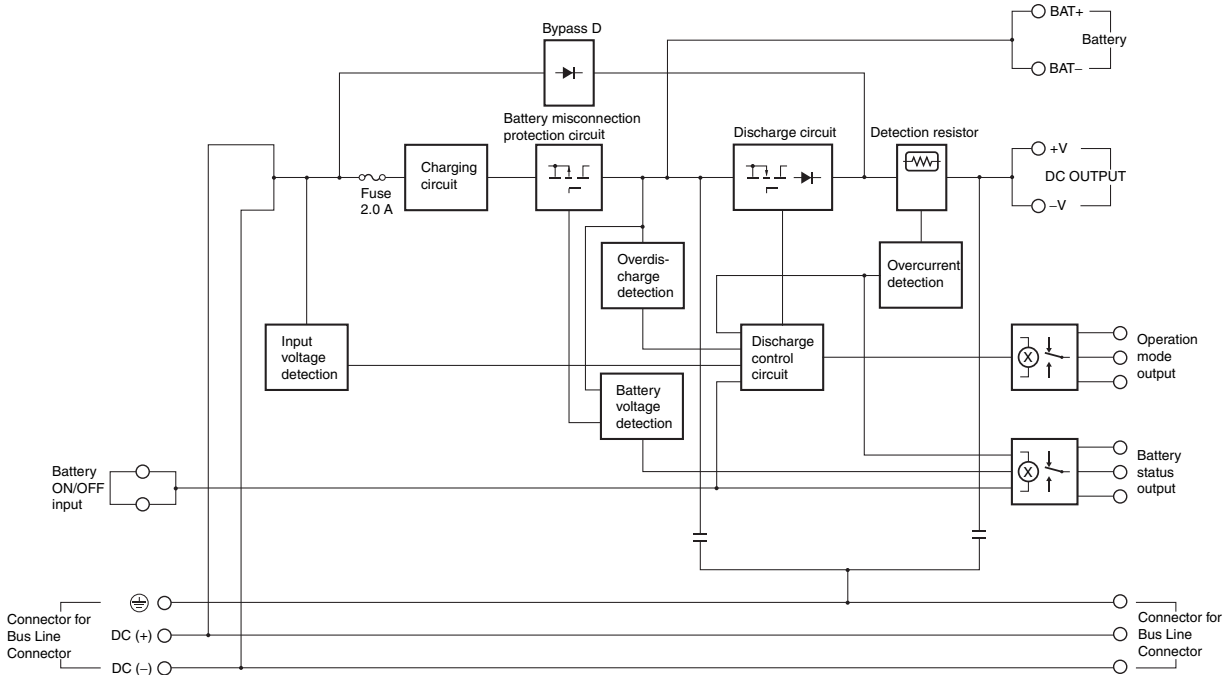 Bypass D
BAT+
Battery
BAT−
Battery misconnection
protection circuit
Discharge circuit
Detection resistor
+V
DC OUTPUT
−V
Charging
circuit
Fuse
2.0 A
Overdis-
charge
detection
Overcurrent
detection
Input
voltage
detection
Discharge
control
circuit
X
Operation
mode
output
Battery
voltage
detection
X
Battery
status
output
Battery
ON/OFF
input
Connector for
Bus Line
Connector
DC (+)
DC (−)
Connector for
Bus Line
Connector